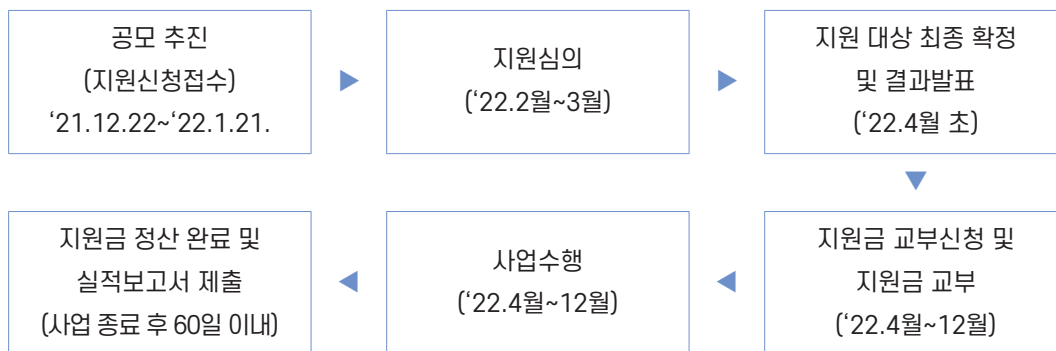 공모 추진
(지원신청접수)
‘21.12.22~‘22.1.21.
지원심의
(‘22.2월~3월)
지원 대상 최종 확정
및 결과발표
(‘22.4월 초)
지원금 교부신청 및
지원금 교부
(‘22.4월~12월)
사업수행
(‘22.4월~12월)
지원금 정산 완료 및
실적보고서 제출
(사업 종료 후 60일 이내)